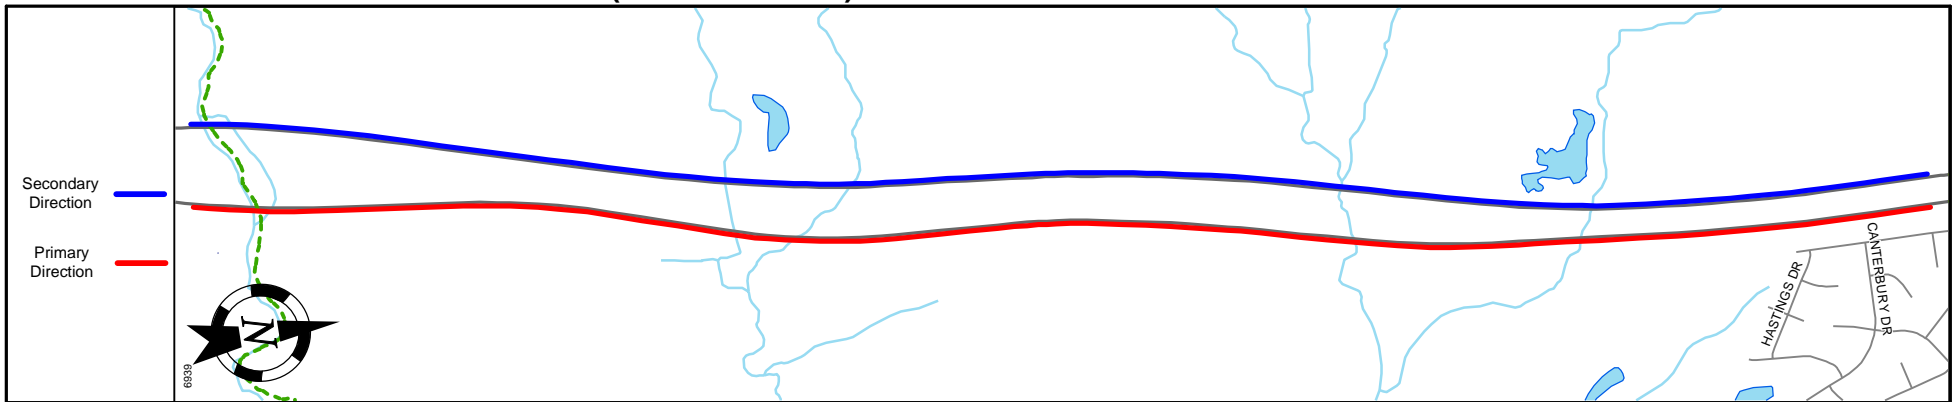 Secondary
Direction
Primary
Direction
N
6939
HASTINGS DR
CANTERBURY DR